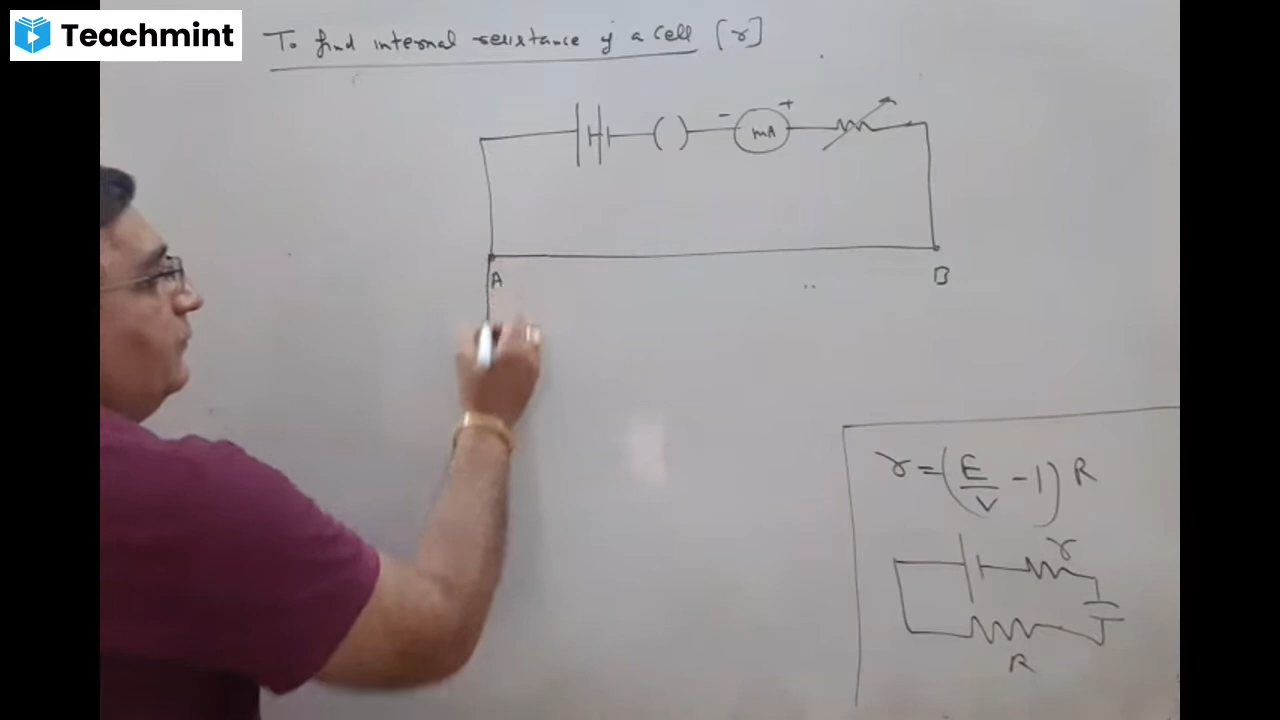 Teachmint
To find internal resistance of a cell [r]
- +
mA
A
B
r = (E/V - 1) R
r
R